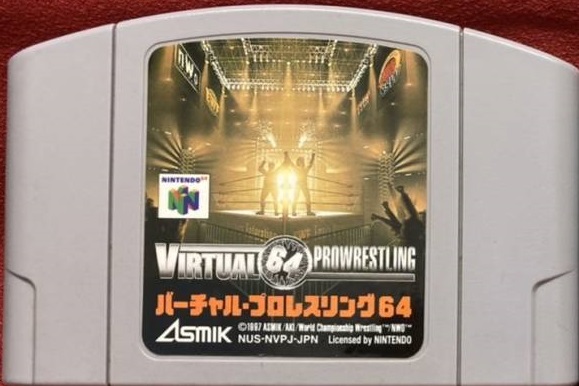 NWO
NINTENDO64
N
VIRTUAL 64 PROWRESTLING
バーチャル・プロレスリング64
ASMIK
©1997 ASMIK/AKI/World Championship Wrestling™/NWO™
NUS-NVPJ-JPN Licensed by NINTENDO